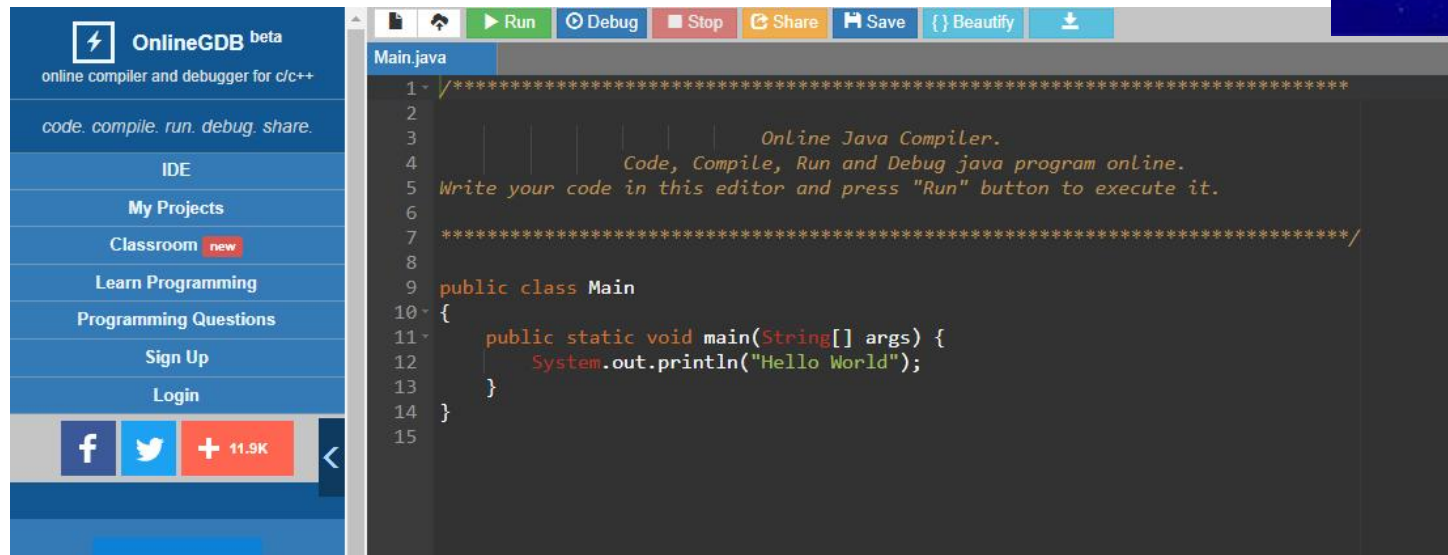 OnlineGDB beta
online compiler and debugger for c/c++
code. compile. run. debug. share.
IDE
My Projects
Classroom new
Learn Programming
Programming Questions
Sign Up
Login
f + 11.9K
<
Run Debug Stop Share Save { } Beautify
Main.java
1 /******************************************************************************
2
3 Online Java Compiler.
4 Code, Compile, Run and Debug java program online.
5 Write your code in this editor and press "Run" button to execute it.
6
7 *******************************************************************************/
8
9 public class Main
10 {
11 public static void main(String[] args) {
12 System.out.println("Hello World");
13 }
14 }
15